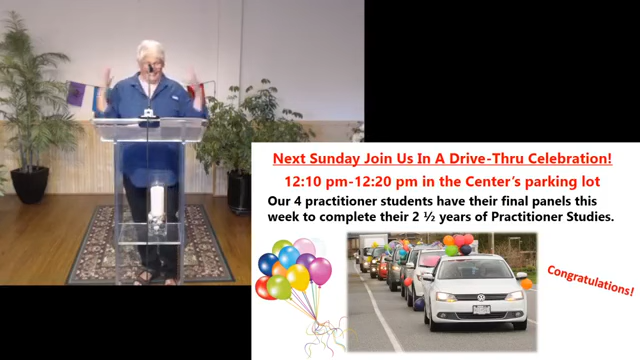 Next Sunday Join Us In A Drive-Thru Celebration!
12:10 pm-12:20 pm in the Center's parking lot
Our 4 practitioner students have their final panels this
week to complete their 2 ½ years of Practitioner Studies.
Congratulations!